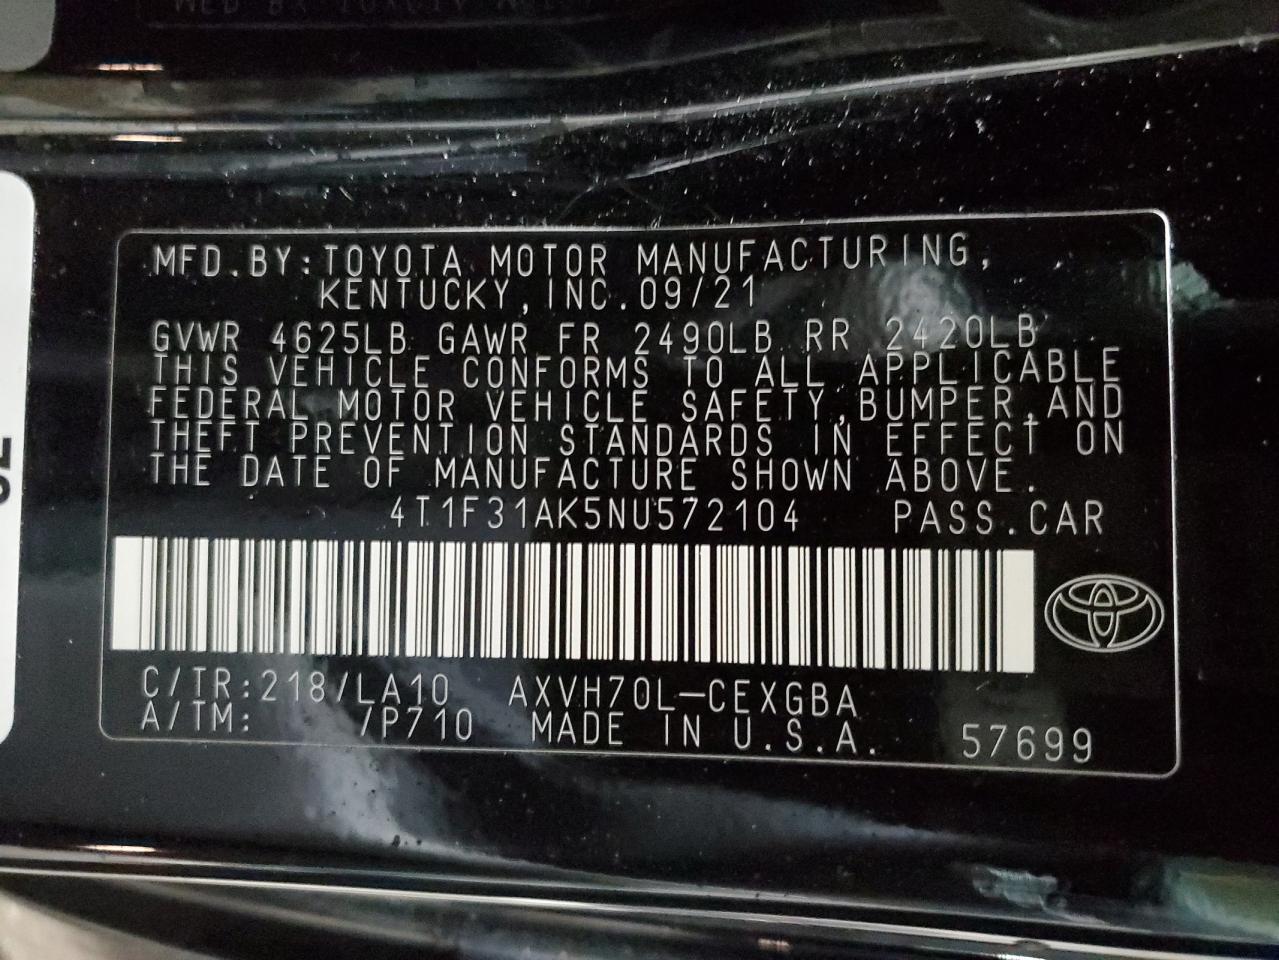 MFD.BY:TOYOTA MOTOR MANUFACTURING,
KENTUCKY,INC.09/21
GVWR 4625LB GAWR FR 2490LB RR 2420LB
THIS VEHICLE CONFORMS TO ALL APPLICABLE
FEDERAL MOTOR VEHICLE SAFETY,BUMPER,AND
THEFT PREVENTION STANDARDS IN EFFECT ON
THE DATE OF MANUFACTURE SHOWN ABOVE.
4T1F31AK5NU572104 PASS.CAR
C/TR:218/LA10 AXVH70L-CEXGBA
A/TM: /P710 MADE IN U.S.A. 57699